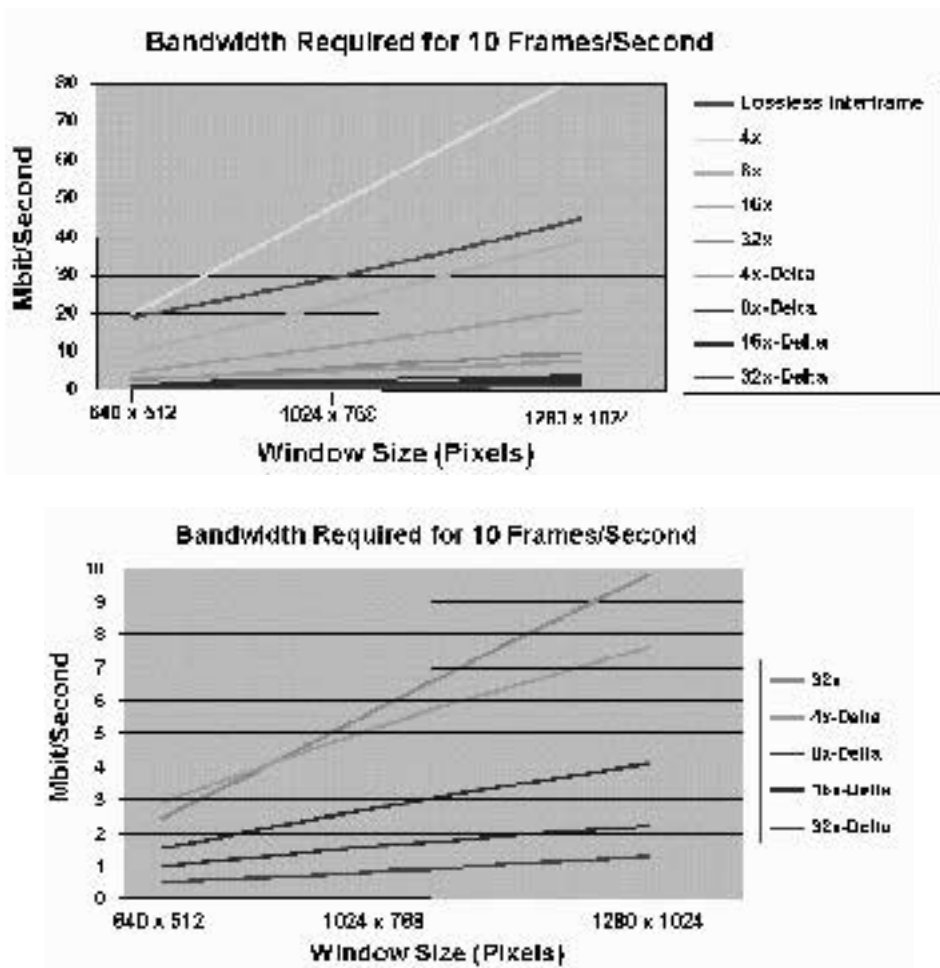 Bandwidth Required for 10 Frames/Second
80
70
60
50
40
30
20
10
0
Mbit/Second
640 x 512
1024 x 768
1280 x 1024
Window Size (Pixels)
Lossless Interframe
4x
8x
16x
32x
4x-Delta
8x-Delta
16x-Delta
32x-Delta
Bandwidth Required for 10 Frames/Second
10
9
8
7
6
5
4
3
2
1
0
Mbit/Second
640 x 512
1024 x 768
1280 x 1024
Window Size (Pixels)
32x
4x-Delta
8x-Delta
16x-Delta
32x-Delta